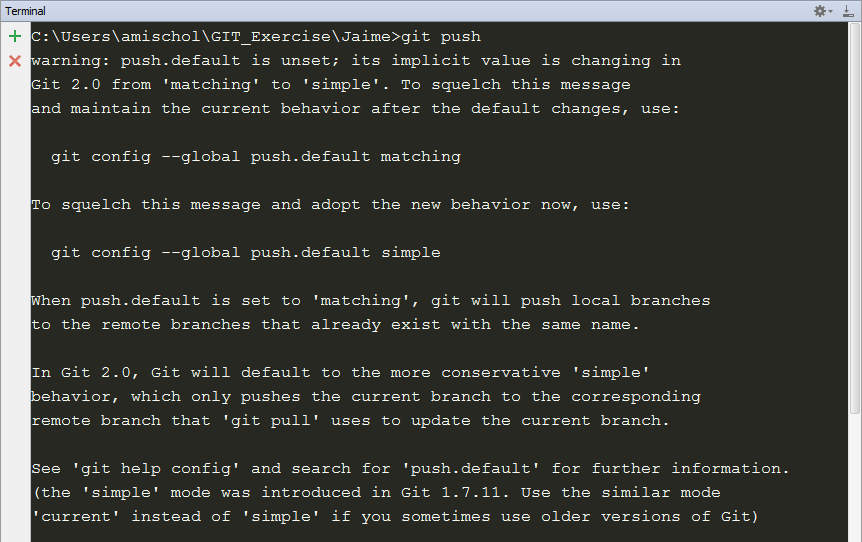 Terminal
C:\Users\amischol\GIT_Exercise\Jaime>git push
warning: push.default is unset; its implicit value is changing in
Git 2.0 from 'matching' to 'simple'. To squelch this message
and maintain the current behavior after the default changes, use:
git config --global push.default matching
To squelch this message and adopt the new behavior now, use:
git config --global push.default simple
When push.default is set to 'matching', git will push local branches
to the remote branches that already exist with the same name.
In Git 2.0, Git will default to the more conservative 'simple'
behavior, which only pushes the current branch to the corresponding
remote branch that 'git pull' uses to update the current branch.
See 'git help config' and search for 'push.default' for further information.
(the 'simple' mode was introduced in Git 1.7.11. Use the similar mode
'current' instead of 'simple' if you sometimes use older versions of Git)